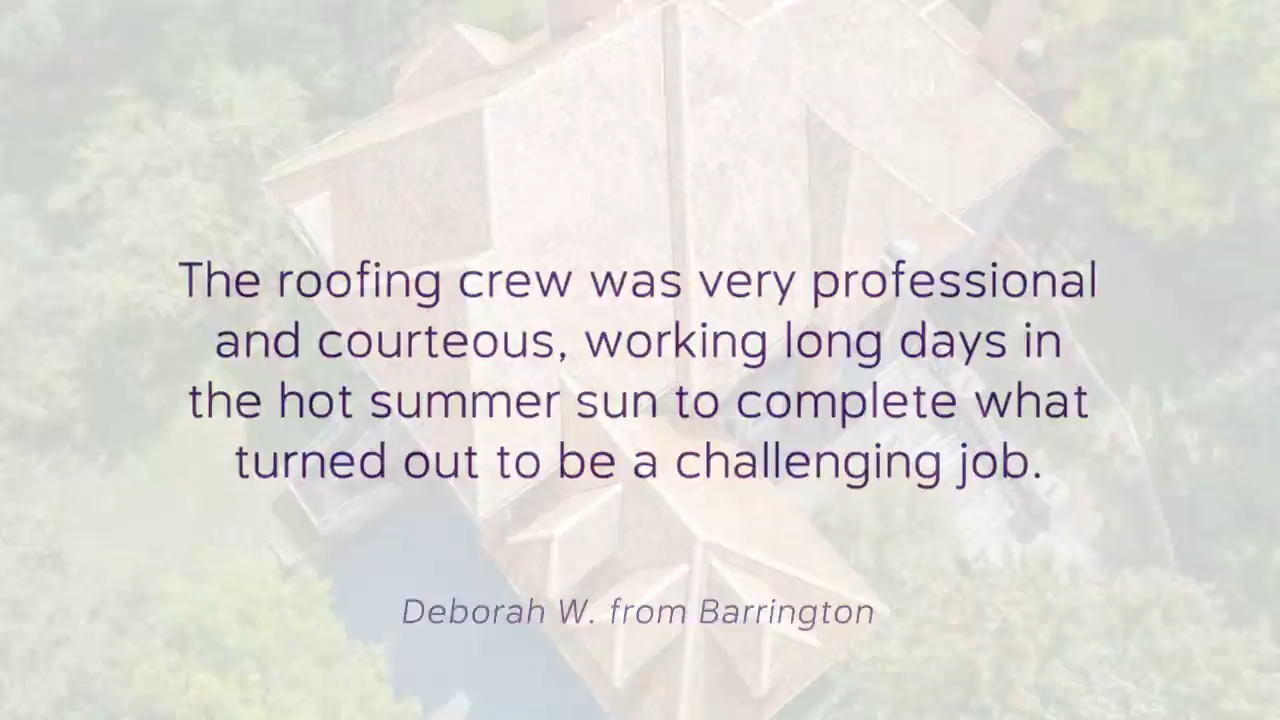 The roofing crew was very professional
and courteous, working long days in
the hot summer sun to complete what
turned out to be a challenging job.
Deborah W. from Barrington